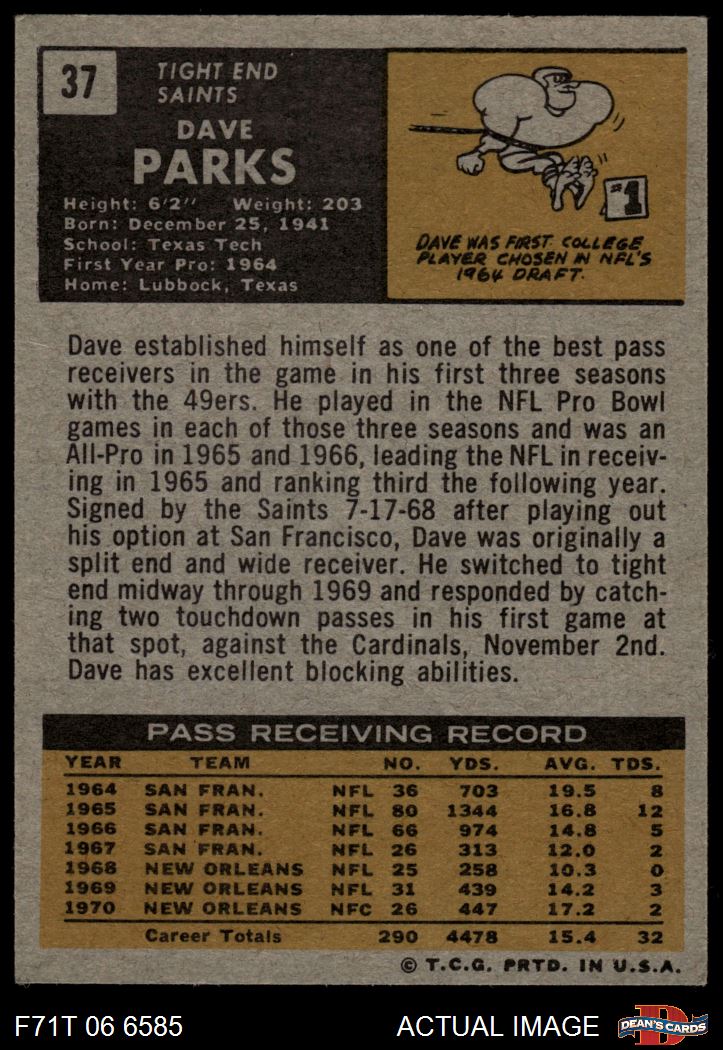 37
TIGHT END
SAINTS
DAVE
PARKS
Height: 6'2" Weight: 203
Born: December 25, 1941
School: Texas Tech
First Year Pro: 1964
Home: Lubbock, Texas
#1
DAVE WAS FIRST COLLEGE
PLAYER CHOSEN IN NFL'S
1964 DRAFT.
Dave established himself as one of the best pass
receivers in the game in his first three seasons
with the 49ers. He played in the NFL Pro Bowl
games in each of those three seasons and was an
All-Pro in 1965 and 1966, leading the NFL in receiv-
ing in 1965 and ranking third the following year.
Signed by the Saints 7-17-68 after playing out
his option at San Francisco, Dave was originally a
split end and wide receiver. He switched to tight
end midway through 1969 and responded by catch-
ing two touchdown passes in his first game at
that spot, against the Cardinals, November 2nd.
Dave has excellent blocking abilities.
PASS RECEIVING RECORD
YEAR TEAM NO. YDS. AVG. TDS.
1964 SAN FRAN. NFL 36 703 19.5 8
1965 SAN FRAN. NFL 80 1344 16.8 12
1966 SAN FRAN. NFL 66 974 14.8 5
1967 SAN FRAN. NFL 26 313 12.0 2
1968 NEW ORLEANS NFL 25 258 10.3 0
1969 NEW ORLEANS NFL 31 439 14.2 3
1970 NEW ORLEANS NFC 26 447 17.2 2
Career Totals 290 4478 15.4 32
© T.C.G. PRTD. IN U.S.A.
F71T 06 6585 ACTUAL IMAGE D DEAN'S CARDS